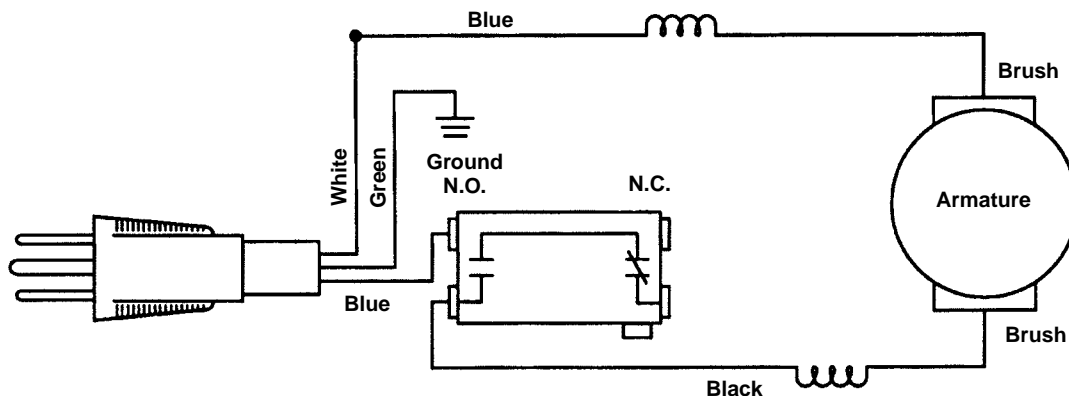 Blue
Brush
White
Green
Ground
N.O.
N.C.
Armature
Blue
Brush
Black